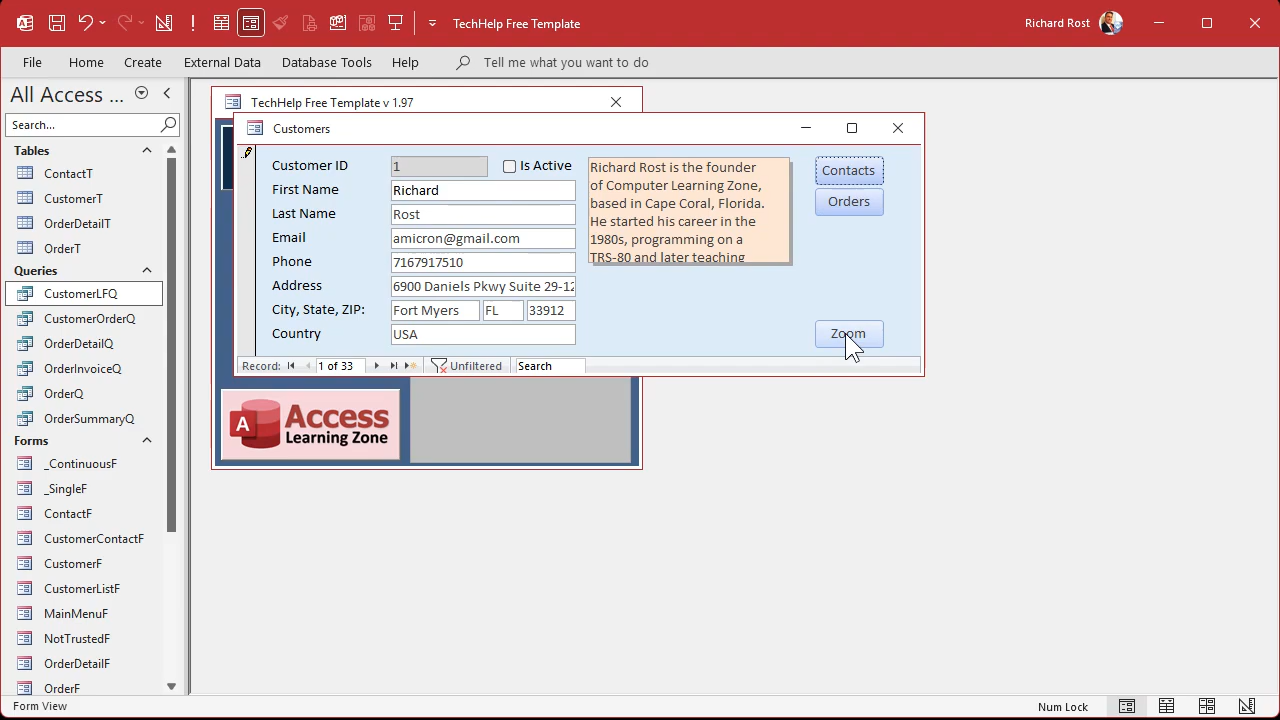 TechHelp Free Template
Richard Rost
File
Home
Create
External Data
Database Tools
Help
Tell me what you want to do
All Access ...
Search...
Tables
ContactT
CustomerT
OrderDetailT
OrderT
Queries
CustomerLFQ
CustomerOrderQ
OrderDetailQ
OrderInvoiceQ
OrderQ
OrderSummaryQ
Forms
_ContinuousF
_SingleF
ContactF
CustomerContactF
CustomerF
CustomerListF
MainMenuF
NotTrustedF
OrderDetailF
OrderF
TechHelp Free Template v 1.97
Customers
Customer ID 1 Is Active
First Name Richard
Last Name Rost
Email amicron@gmail.com
Phone 7167917510
Address 6900 Daniels Pkwy Suite 29-12
City, State, ZIP: Fort Myers FL 33912
Country USA
Richard Rost is the founder
of Computer Learning Zone,
based in Cape Coral, Florida.
He started his career in the
1980s, programming on a
TRS-80 and later teaching
Contacts
Orders
Zoom
Record: 1 of 33 Unfiltered Search
A Access
Learning Zone
Form View
Num Lock